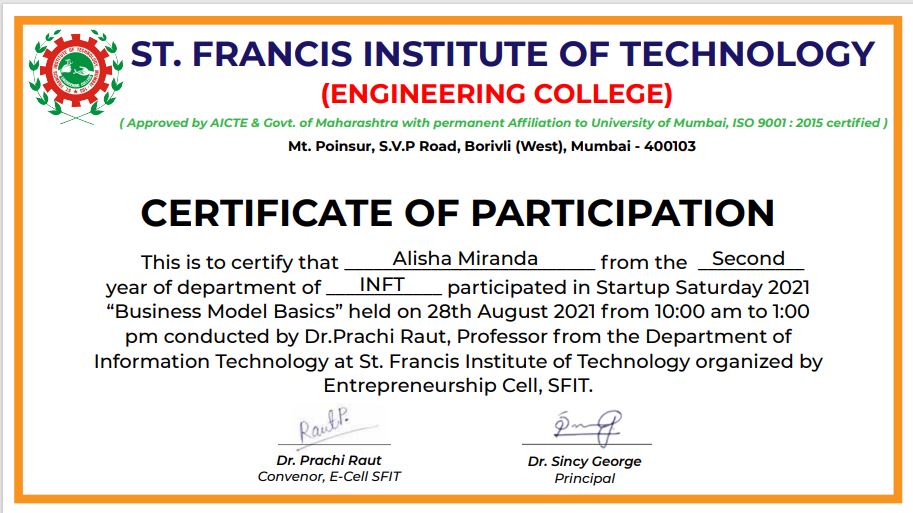 ST. FRANCIS INSTITUTE OF TECHNOLOGY
(ENGINEERING COLLEGE)
( Approved by AICTE & Govt. of Maharashtra with permanent Affiliation to University of Mumbai, ISO 9001 : 2015 certified )
Mt. Poinsur, S.V.P Road, Borivli (West), Mumbai - 400103
CERTIFICATE OF PARTICIPATION
This is to certify that Alisha Miranda from the Second
year of department of INFT participated in Startup Saturday 2021
“Business Model Basics” held on 28th August 2021 from 10:00 am to 1:00
pm conducted by Dr.Prachi Raut, Professor from the Department of
Information Technology at St. Francis Institute of Technology organized by
Entrepreneurship Cell, SFIT.
RautP.
Dr. Prachi Raut
Convenor, E-Cell SFIT
Dr. Sincy George
Principal